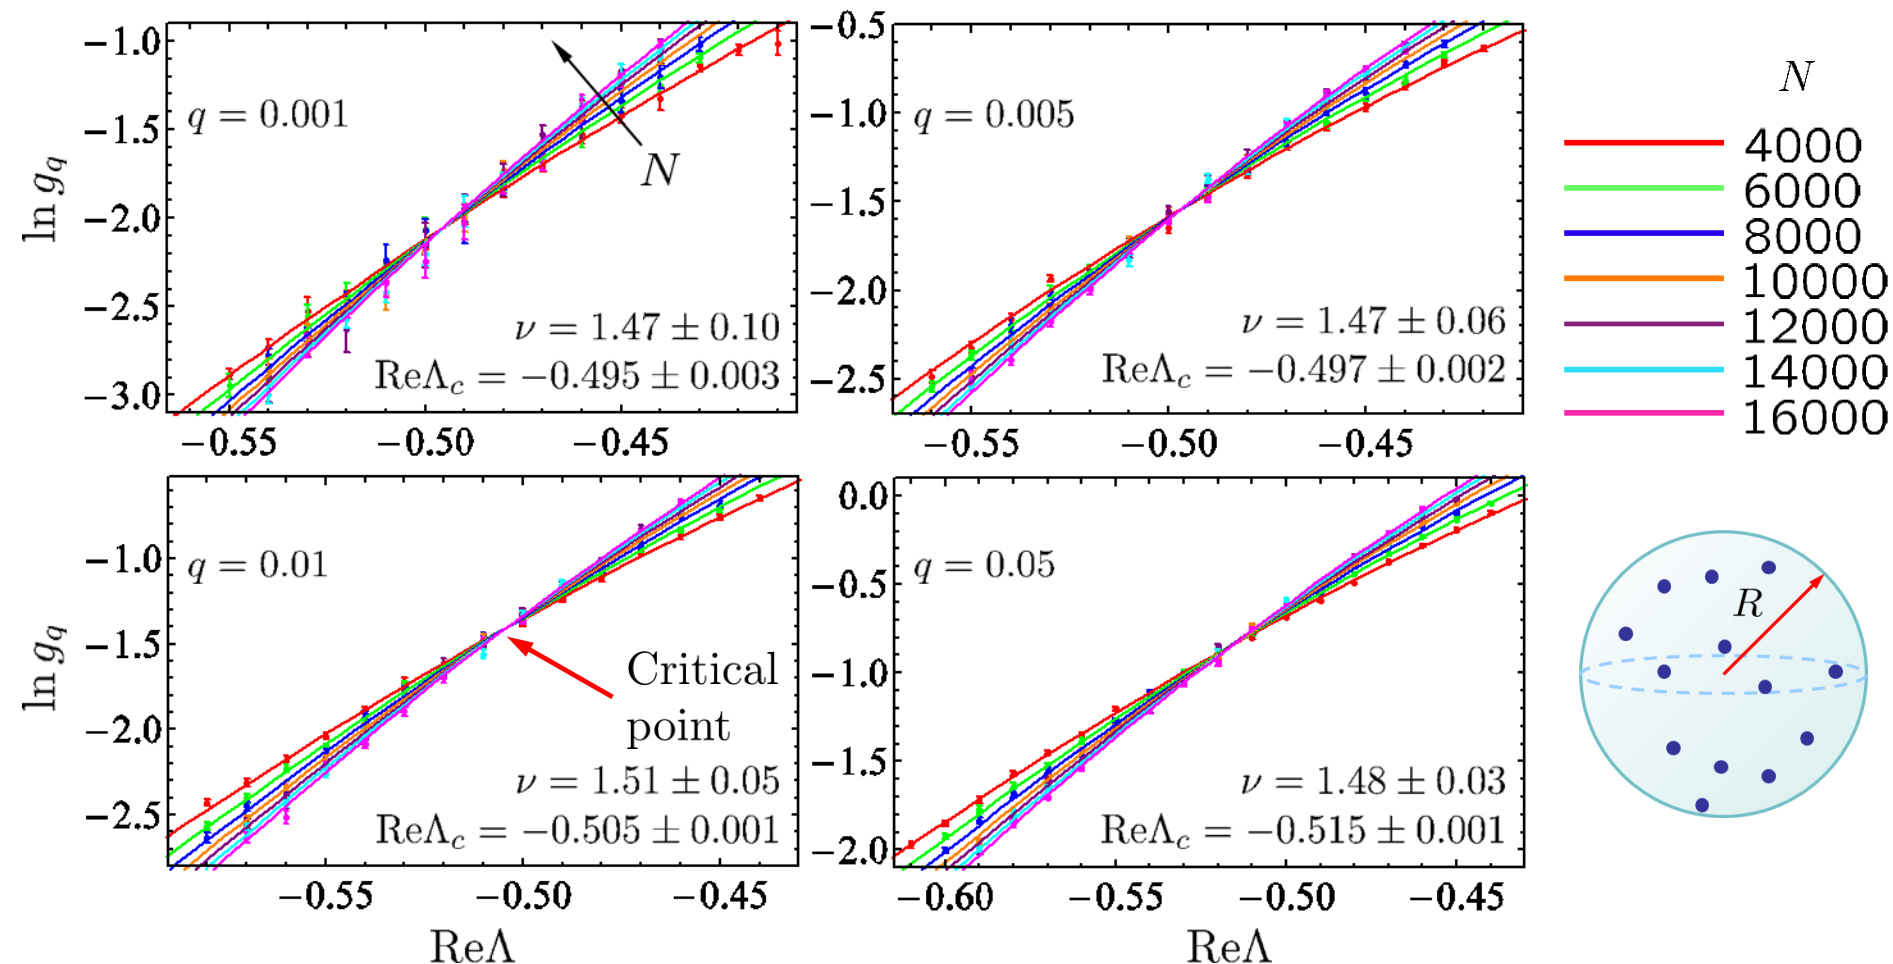 ln g_q
−1.0
−1.5
−2.0
−2.5
−3.0
q = 0.001
N
ν = 1.47 ± 0.10
ReΛ_c = −0.495 ± 0.003
−0.55 −0.50 −0.45
−0.5
−1.0
−1.5
−2.0
−2.5
q = 0.005
ν = 1.47 ± 0.06
ReΛ_c = −0.497 ± 0.002
−0.55 −0.50 −0.45
N
4000
6000
8000
10000
12000
14000
16000
ln g_q
−1.0
−1.5
−2.0
−2.5
q = 0.01
Critical
point
ν = 1.51 ± 0.05
ReΛ_c = −0.505 ± 0.001
−0.55 −0.50 −0.45
ReΛ
0.0
−0.5
−1.0
−1.5
−2.0
q = 0.05
ν = 1.48 ± 0.03
ReΛ_c = −0.515 ± 0.001
−0.60 −0.55 −0.50 −0.45
ReΛ
R